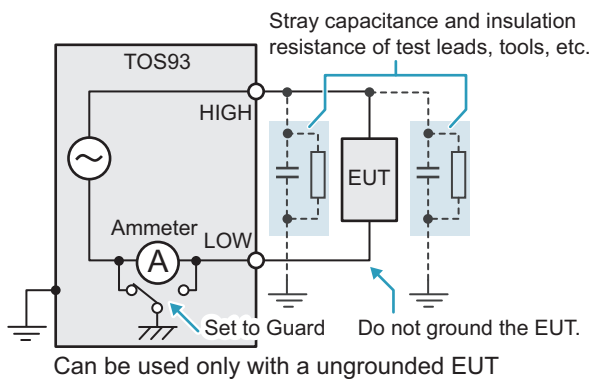 Stray capacitance and insulation
resistance of test leads, tools, etc.
TOS93
HIGH
EUT
Ammeter
LOW
A
Set to Guard
Do not ground the EUT.
Can be used only with a ungrounded EUT